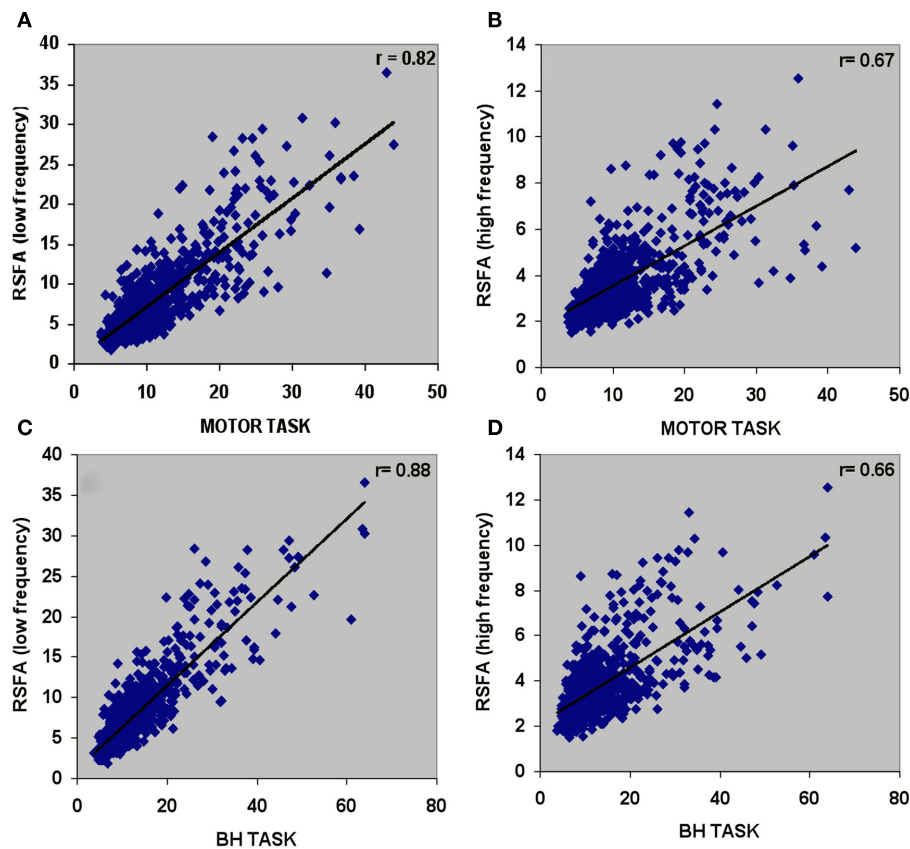 A
r = 0.82
RSFA (low frequency)
40
35
30
25
20
15
10
5
0
0 10 20 30 40 50
MOTOR TASK
B
r= 0.67
RSFA (high frequency)
14
12
10
8
6
4
2
0
0 10 20 30 40 50
MOTOR TASK
C
r= 0.88
RSFA (low frequency)
40
35
30
25
20
15
10
5
0
0 20 40 60 80
BH TASK
D
r= 0.66
RSFA (high frequency)
14
12
10
8
6
4
2
0
0 20 40 60 80
BH TASK